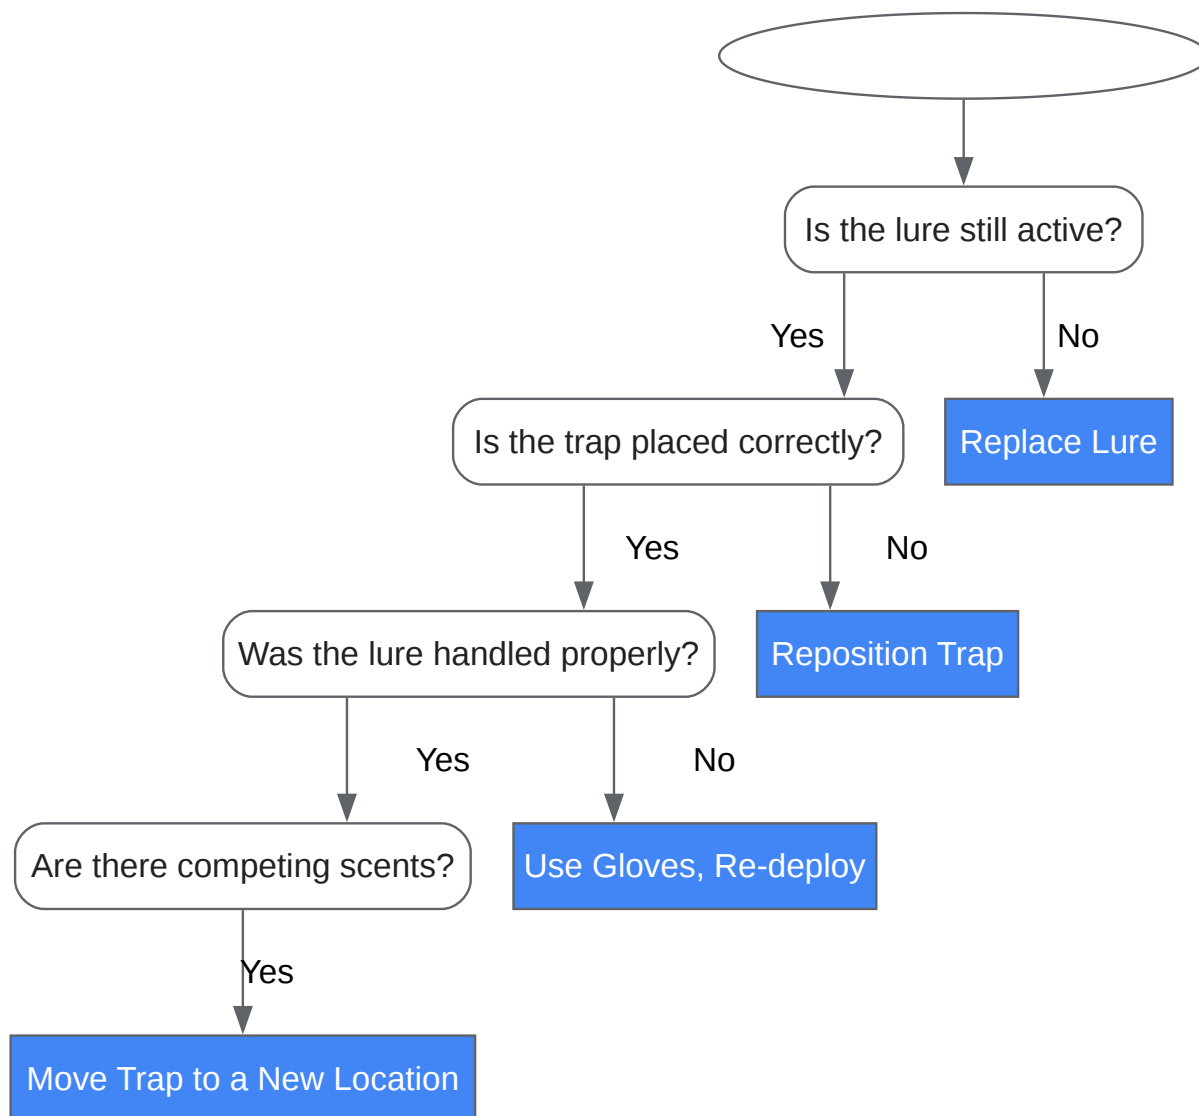 Is the lure still active?
Yes
No
Is the trap placed correctly?
Replace Lure
Yes
No
Was the lure handled properly?
Reposition Trap
Yes
No
Are there competing scents?
Use Gloves, Re-deploy
Yes
Move Trap to a New Location